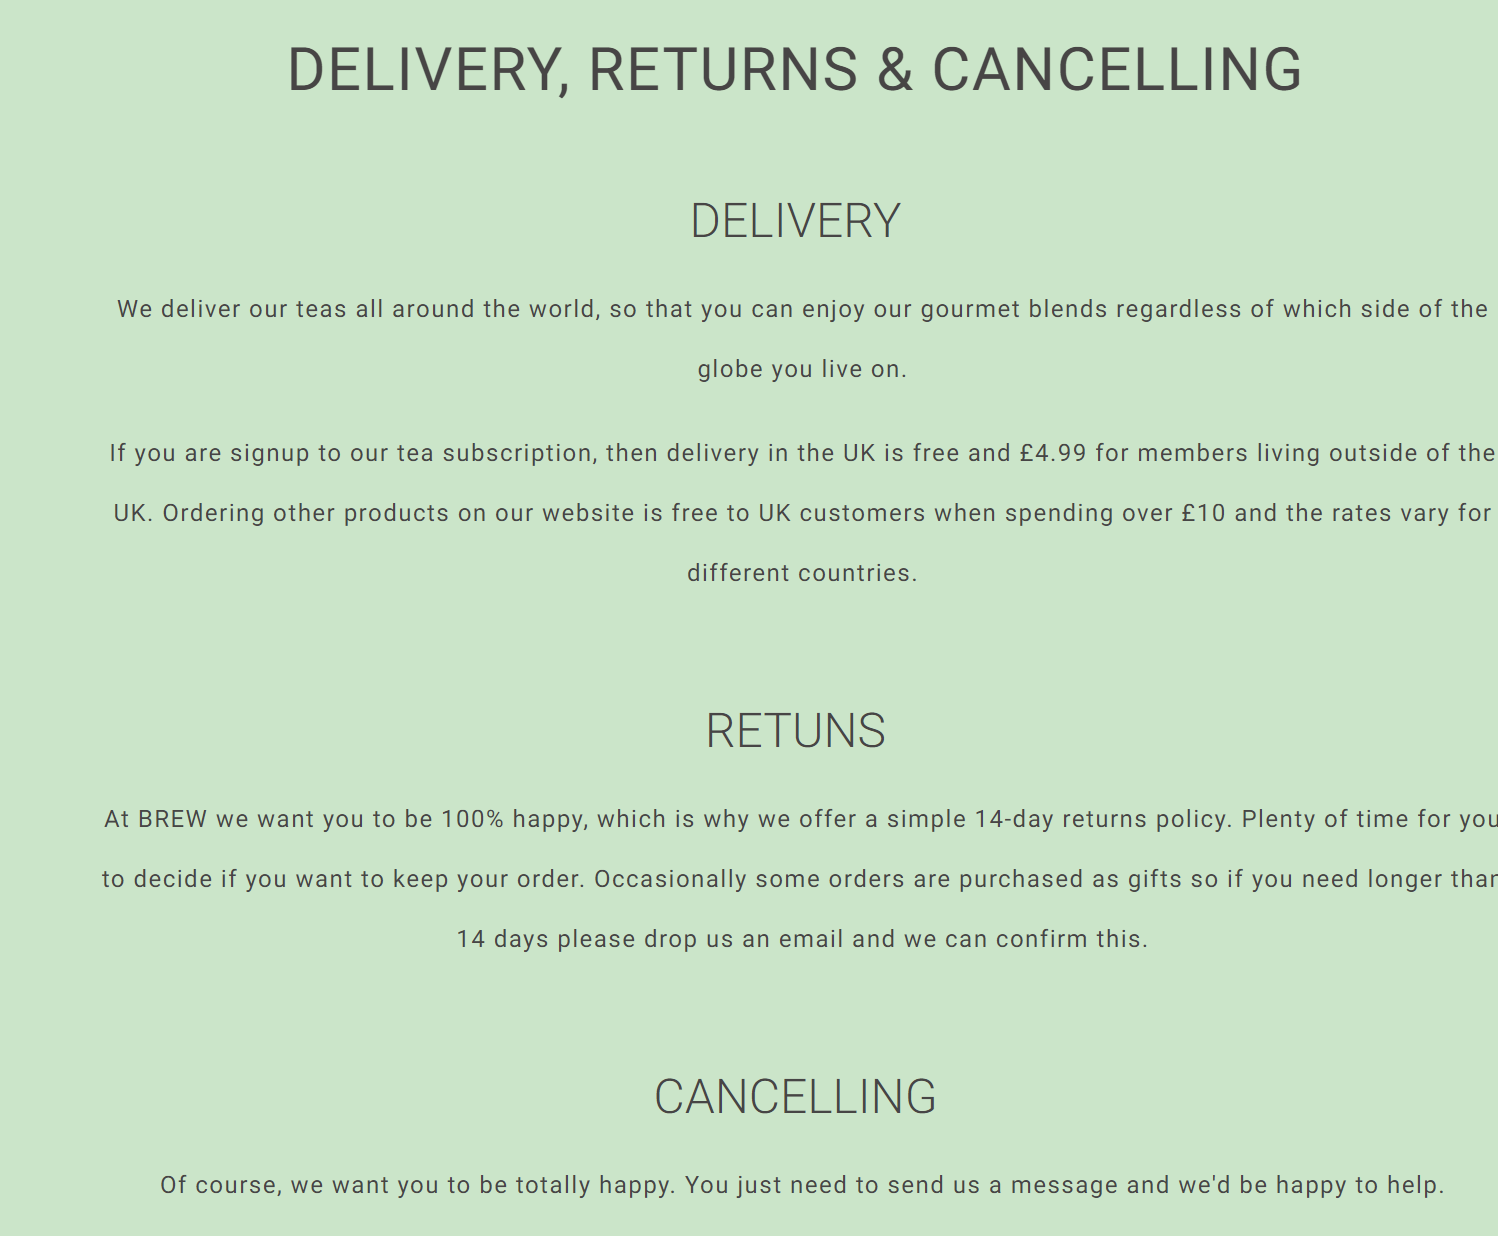 DELIVERY, RETURNS & CANCELLING
DELIVERY
We deliver our teas all around the world, so that you can enjoy our gourmet blends regardless of which side of the
globe you live on.
If you are signup to our tea subscription, then delivery in the UK is free and £4.99 for members living outside of the
UK. Ordering other products on our website is free to UK customers when spending over £10 and the rates vary for
different countries.
RETUNS
At BREW we want you to be 100% happy, which is why we offer a simple 14-day returns policy. Plenty of time for you
to decide if you want to keep your order. Occasionally some orders are purchased as gifts so if you need longer than
14 days please drop us an email and we can confirm this.
CANCELLING
Of course, we want you to be totally happy. You just need to send us a message and we'd be happy to help.